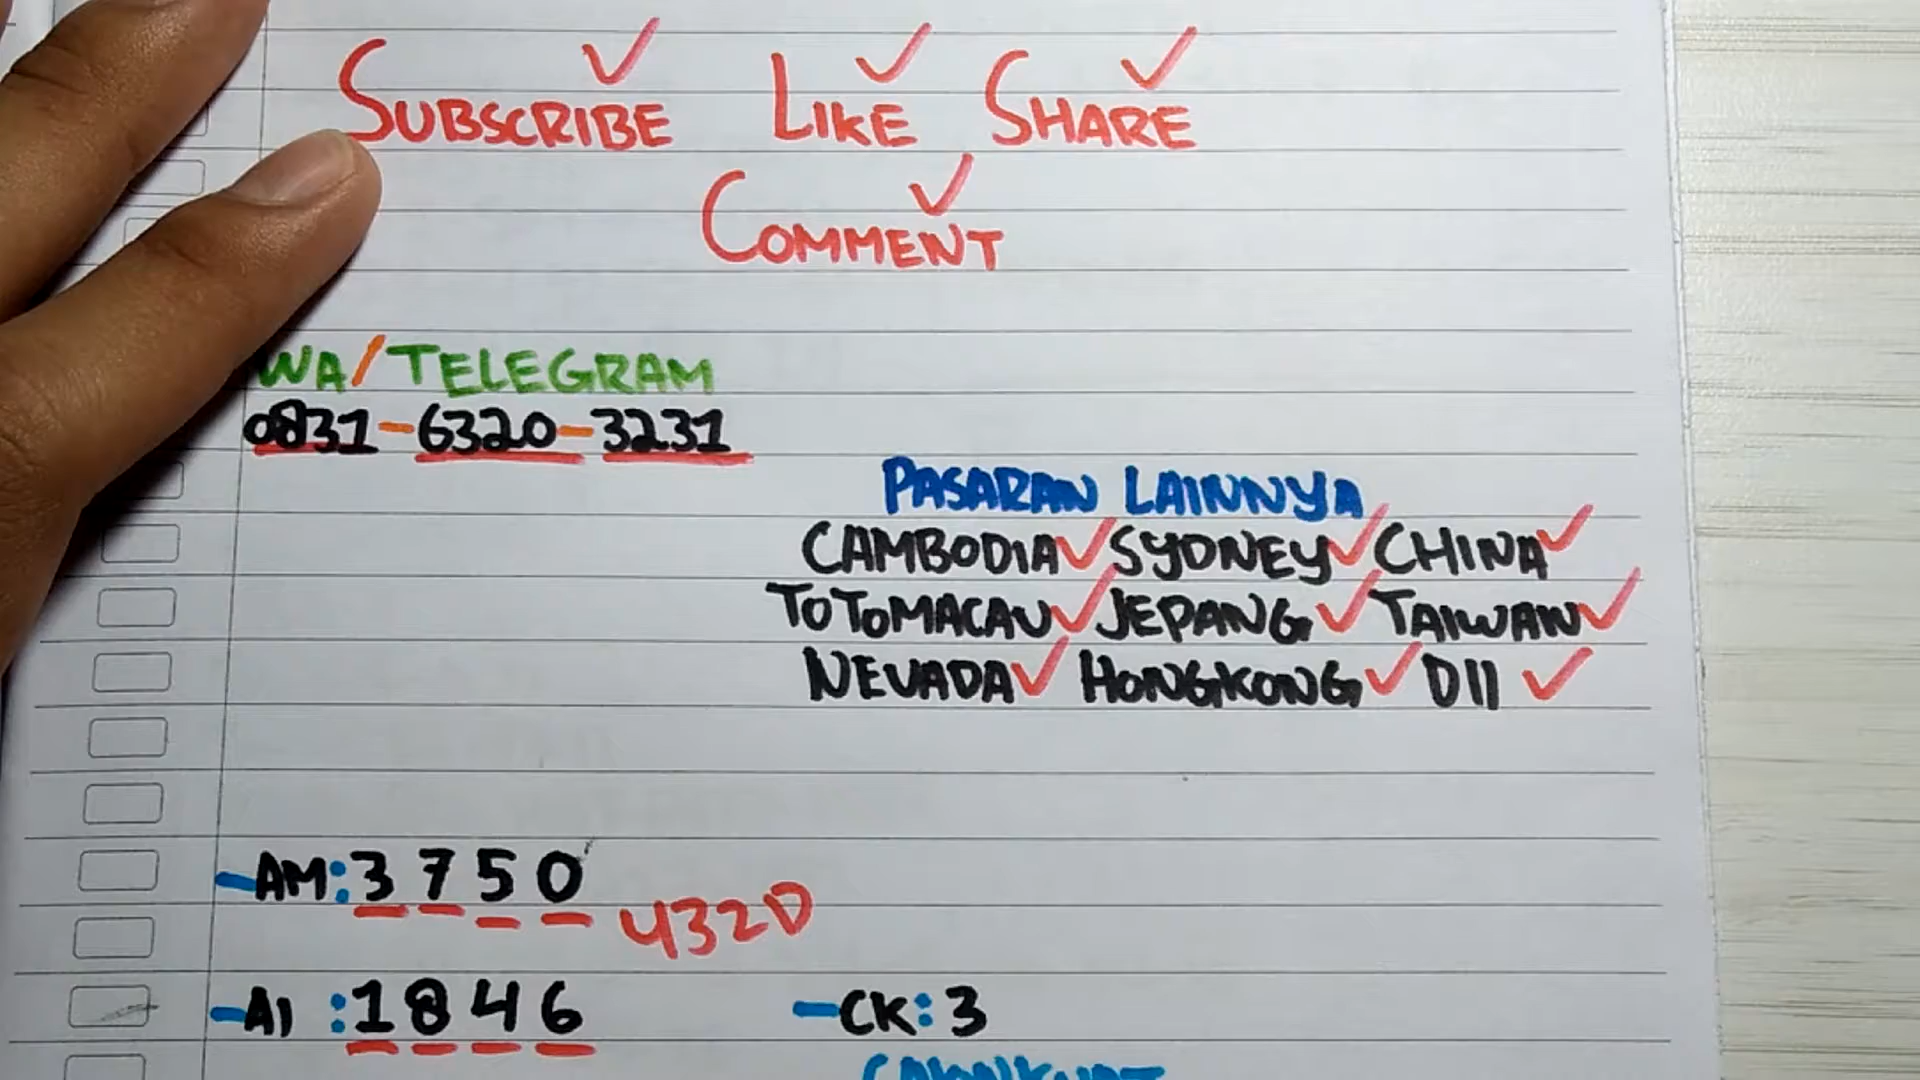 SUBSCRIBE LIKE SHARE
COMMENT
WA/TELEGRAM
0831-6320-3231
PASARAN LAINNYA
CAMBODIA✓ SYDNEY✓ CHINA✓
TOTOMACAU✓ JEPANG✓ TAIWAN✓
NEVADA✓ HONGKONG✓ Dll ✓
-AM: 3 7 5 0
432D
-AI : 1 8 4 6
-CK: 3